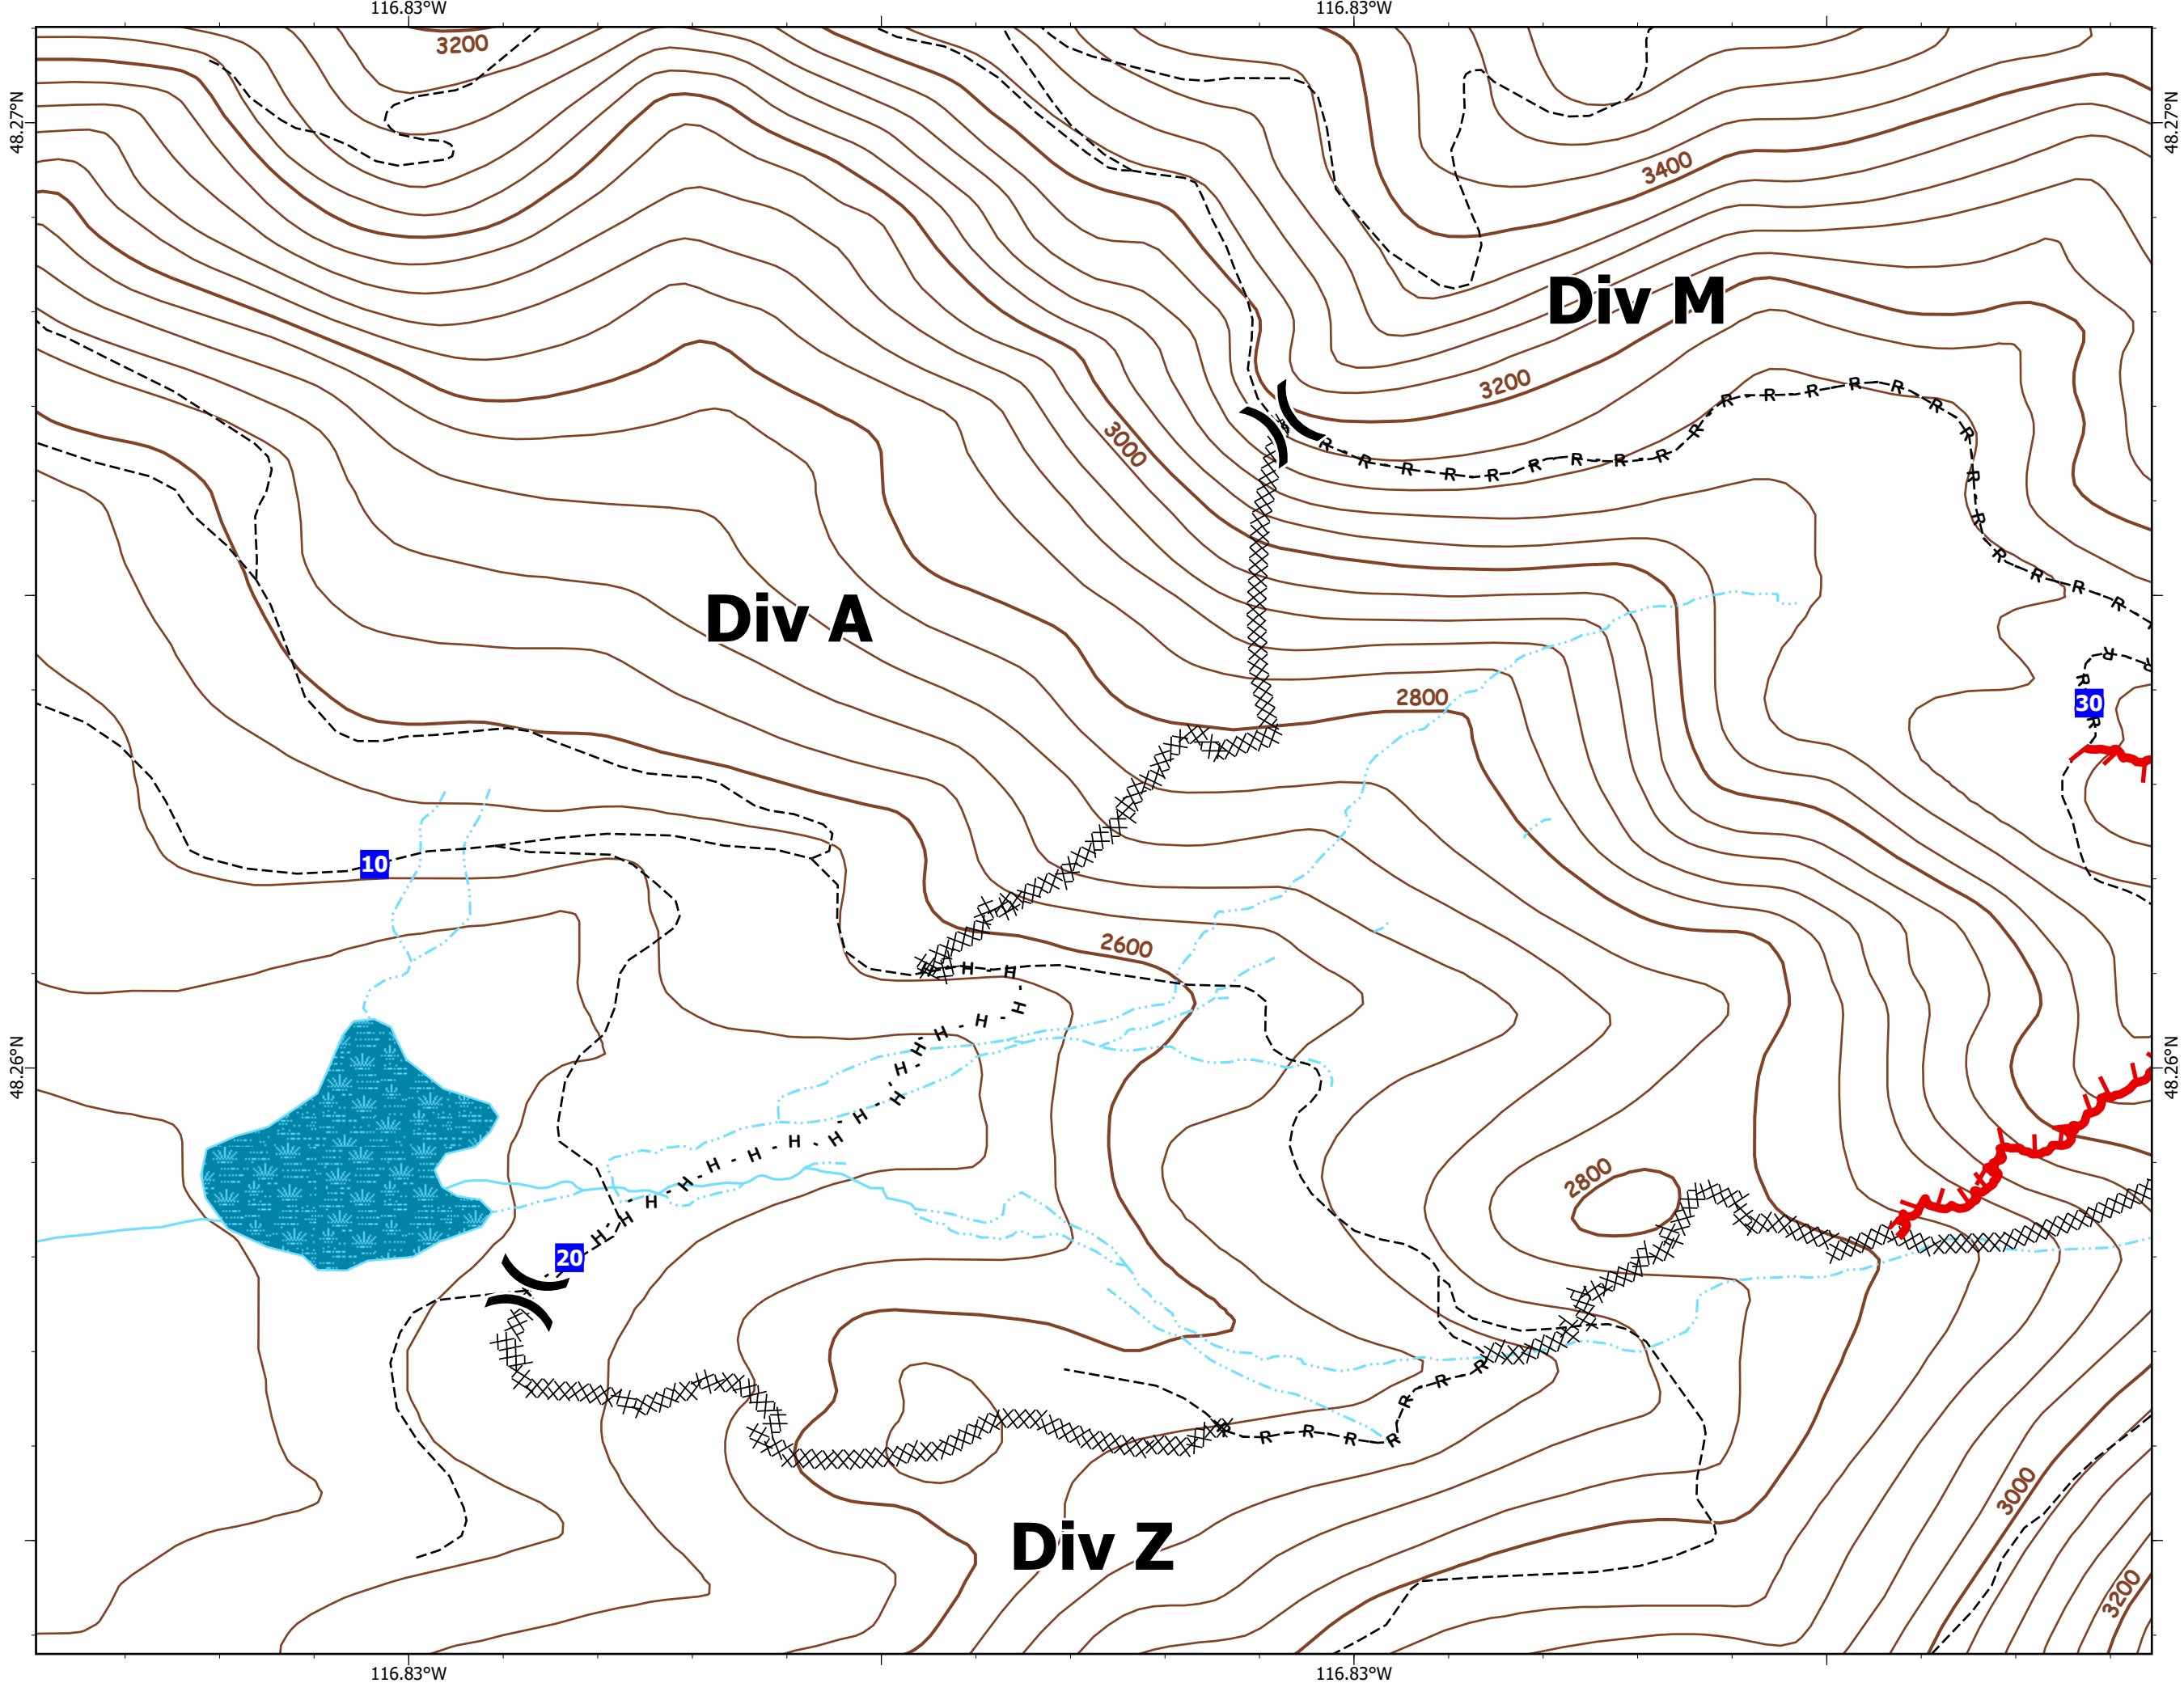 116.83°W 116.83°W
3200
48.27°N 48.27°N
3400
Div M
3200
3000
R R R R R R R R R R R R R R R R R R R R R R
Div A
R R
R
30
R
2800
10
2600
H H
H
H
H
H
H
48.26°N 48.26°N
H
H
H
H
H
H
H
H
H
H
2800
20
R
R
R
R R R R R
3000
Div Z
3200
116.83°W 116.83°W